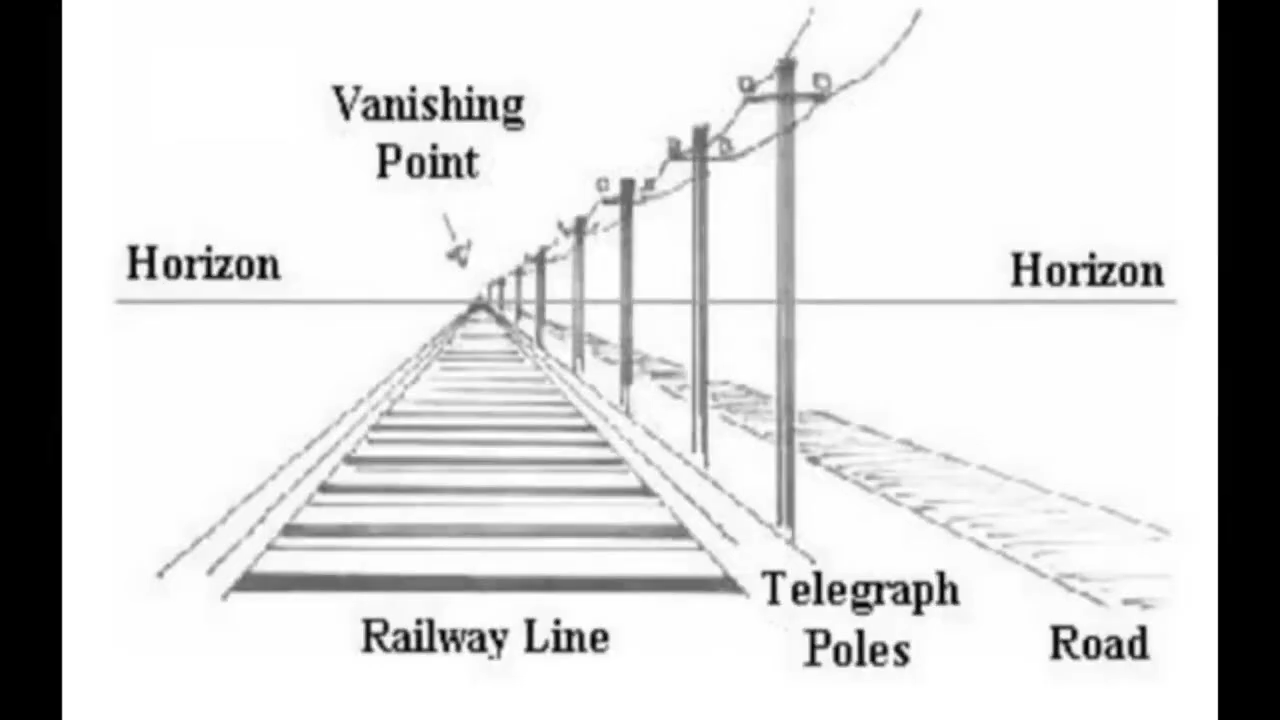 Vanishing
Point
Horizon
Horizon
Railway Line
Telegraph
Poles
Road